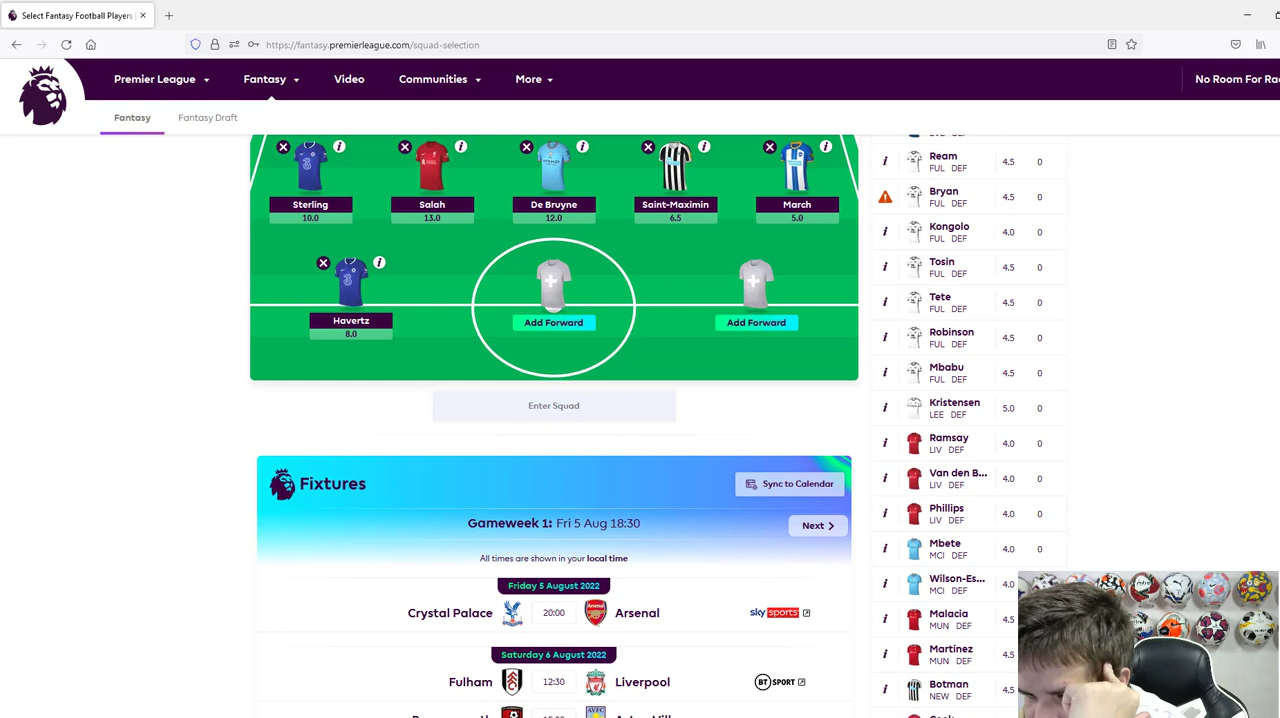 Select Fantasy Football Players
https://fantasy.premierleague.com/squad-selection
Premier League
Fantasy
Video
Communities
More
No Room For Ra
Fantasy
Fantasy Draft
Sterling
10.0
Salah
13.0
De Bruyne
12.0
Saint-Maximin
6.5
March
5.0
Havertz
8.0
Add Forward
Add Forward
Enter Squad
Fixtures
Sync to Calendar
Gameweek 1: Fri 5 Aug 18:30
Next
All times are shown in your local time
Friday 5 August 2022
Crystal Palace 20:00 Arsenal
sky sports
Saturday 6 August 2022
Fulham 12:30 Liverpool
BT SPORT
Ream 4.5 0
FUL DEF
Bryan 4.5 0
FUL DEF
Kongolo 4.0 0
FUL DEF
Tosin 4.5 0
FUL DEF
Tete 4.5 0
FUL DEF
Robinson 4.5 0
FUL DEF
Mbabu 4.5 0
FUL DEF
Kristensen 5.0 0
LEE DEF
Ramsay 4.0 0
LIV DEF
Van den B... 4.0 0
LIV DEF
Phillips 4.0 0
LIV DEF
Mbete 4.0 0
MCI DEF
Wilson-Es... 4.0
MCI DEF
Malacia 4.5
MUN DEF
Martínez 4.5
MUN DEF
Botman 4.5
NEW DEF